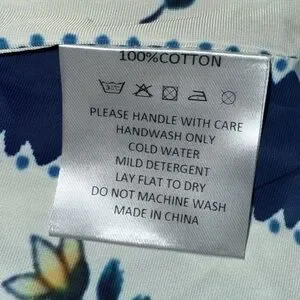 100%COTTON
PLEASE HANDLE WITH CARE
HANDWASH ONLY
COLD WATER
MILD DETERGENT
LAY FLAT TO DRY
DO NOT MACHINE WASH
MADE IN CHINA